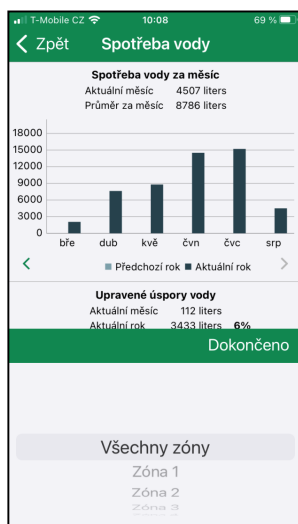 T-Mobile CZ 10:08 69 %
Zpět Spotřeba vody
Spotřeba vody za měsíc
Aktuální měsíc 4507 liters
Průměr za měsíc 8786 liters
18000
15000
12000
9000
6000
3000
0
bře dub kvě čvn čvc srp
Předchozí rok Aktuální rok
Upravené úspory vody
Aktuální měsíc 112 liters
Aktuální rok 3433 liters 6%
Dokončeno
Všechny zóny
Zóna 1
Zóna 2
Zóna 3